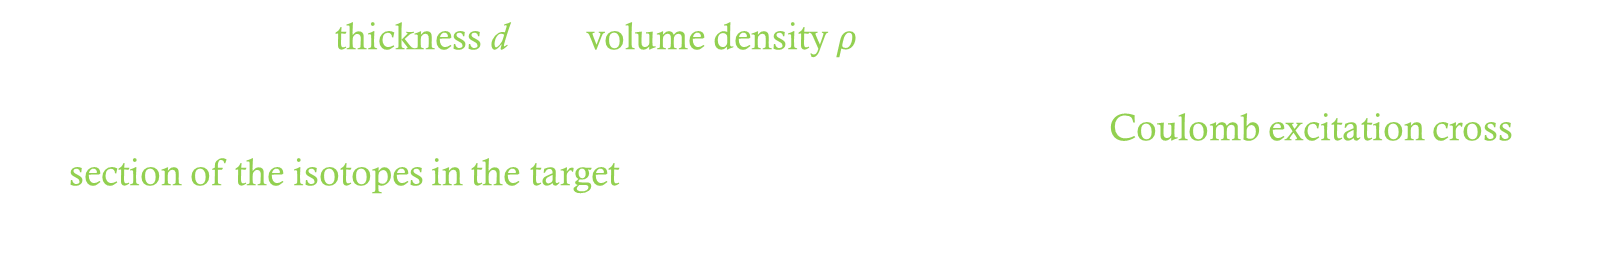 thickness d volume density ρ
Coulomb excitation cross
section of the isotopes in the target